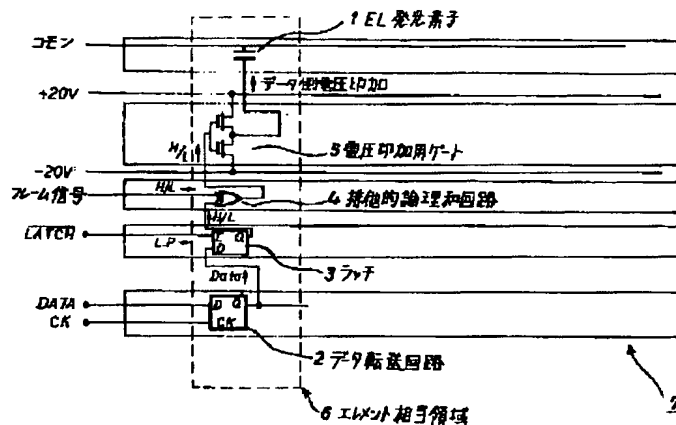 1 EL発光素子
コモン
データ側電圧印加
+20V
H/L
5 電圧印加用ゲート
-20V
H/L
フレーム信号
4 排他的論理和回路
H/L
LATCH
L.P
Q
D
3 ラッチ
Data
DATA
D Q
CK
CK
2 データ転送回路
7
6 エレメント相当領域